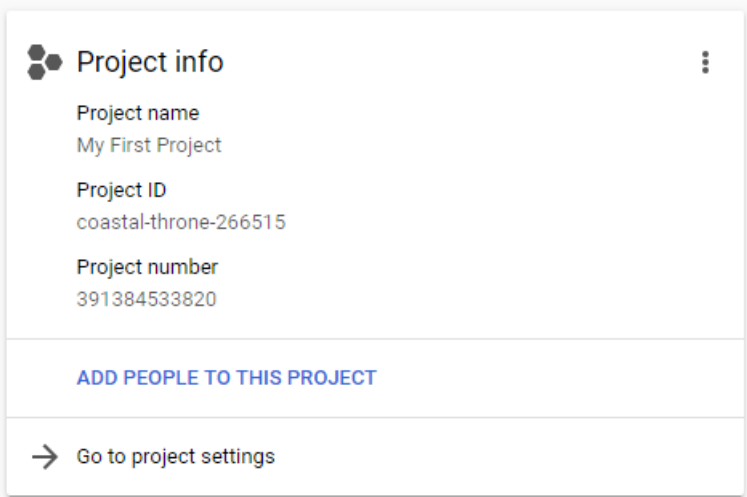 Project info
Project name
My First Project
Project ID
coastal-throne-266515
Project number
391384533820
ADD PEOPLE TO THIS PROJECT
Go to project settings